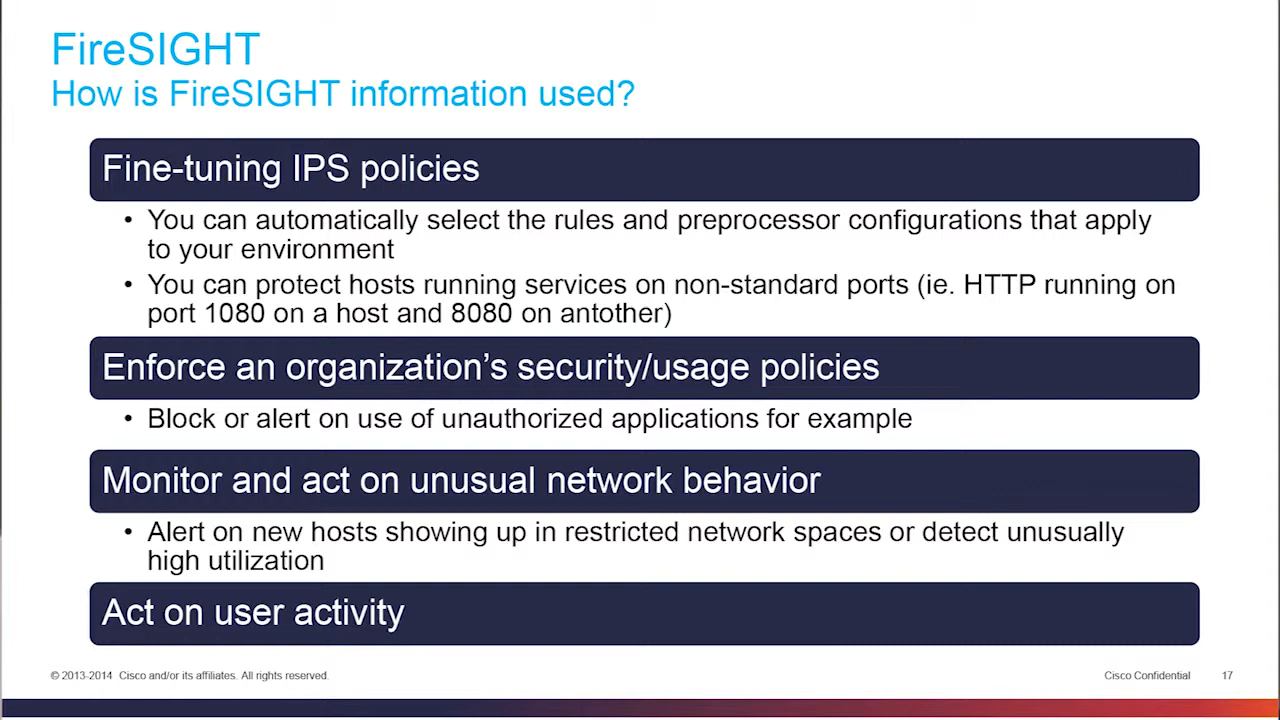 FireSIGHT
How is FireSIGHT information used?
Fine-tuning IPS policies
• You can automatically select the rules and preprocessor configurations that apply
to your environment
• You can protect hosts running services on non-standard ports (ie. HTTP running on
port 1080 on a host and 8080 on antother)
Enforce an organization’s security/usage policies
• Block or alert on use of unauthorized applications for example
Monitor and act on unusual network behavior
• Alert on new hosts showing up in restricted network spaces or detect unusually
high utilization
Act on user activity
© 2013-2014 Cisco and/or its affiliates. All rights reserved.
Cisco Confidential
17